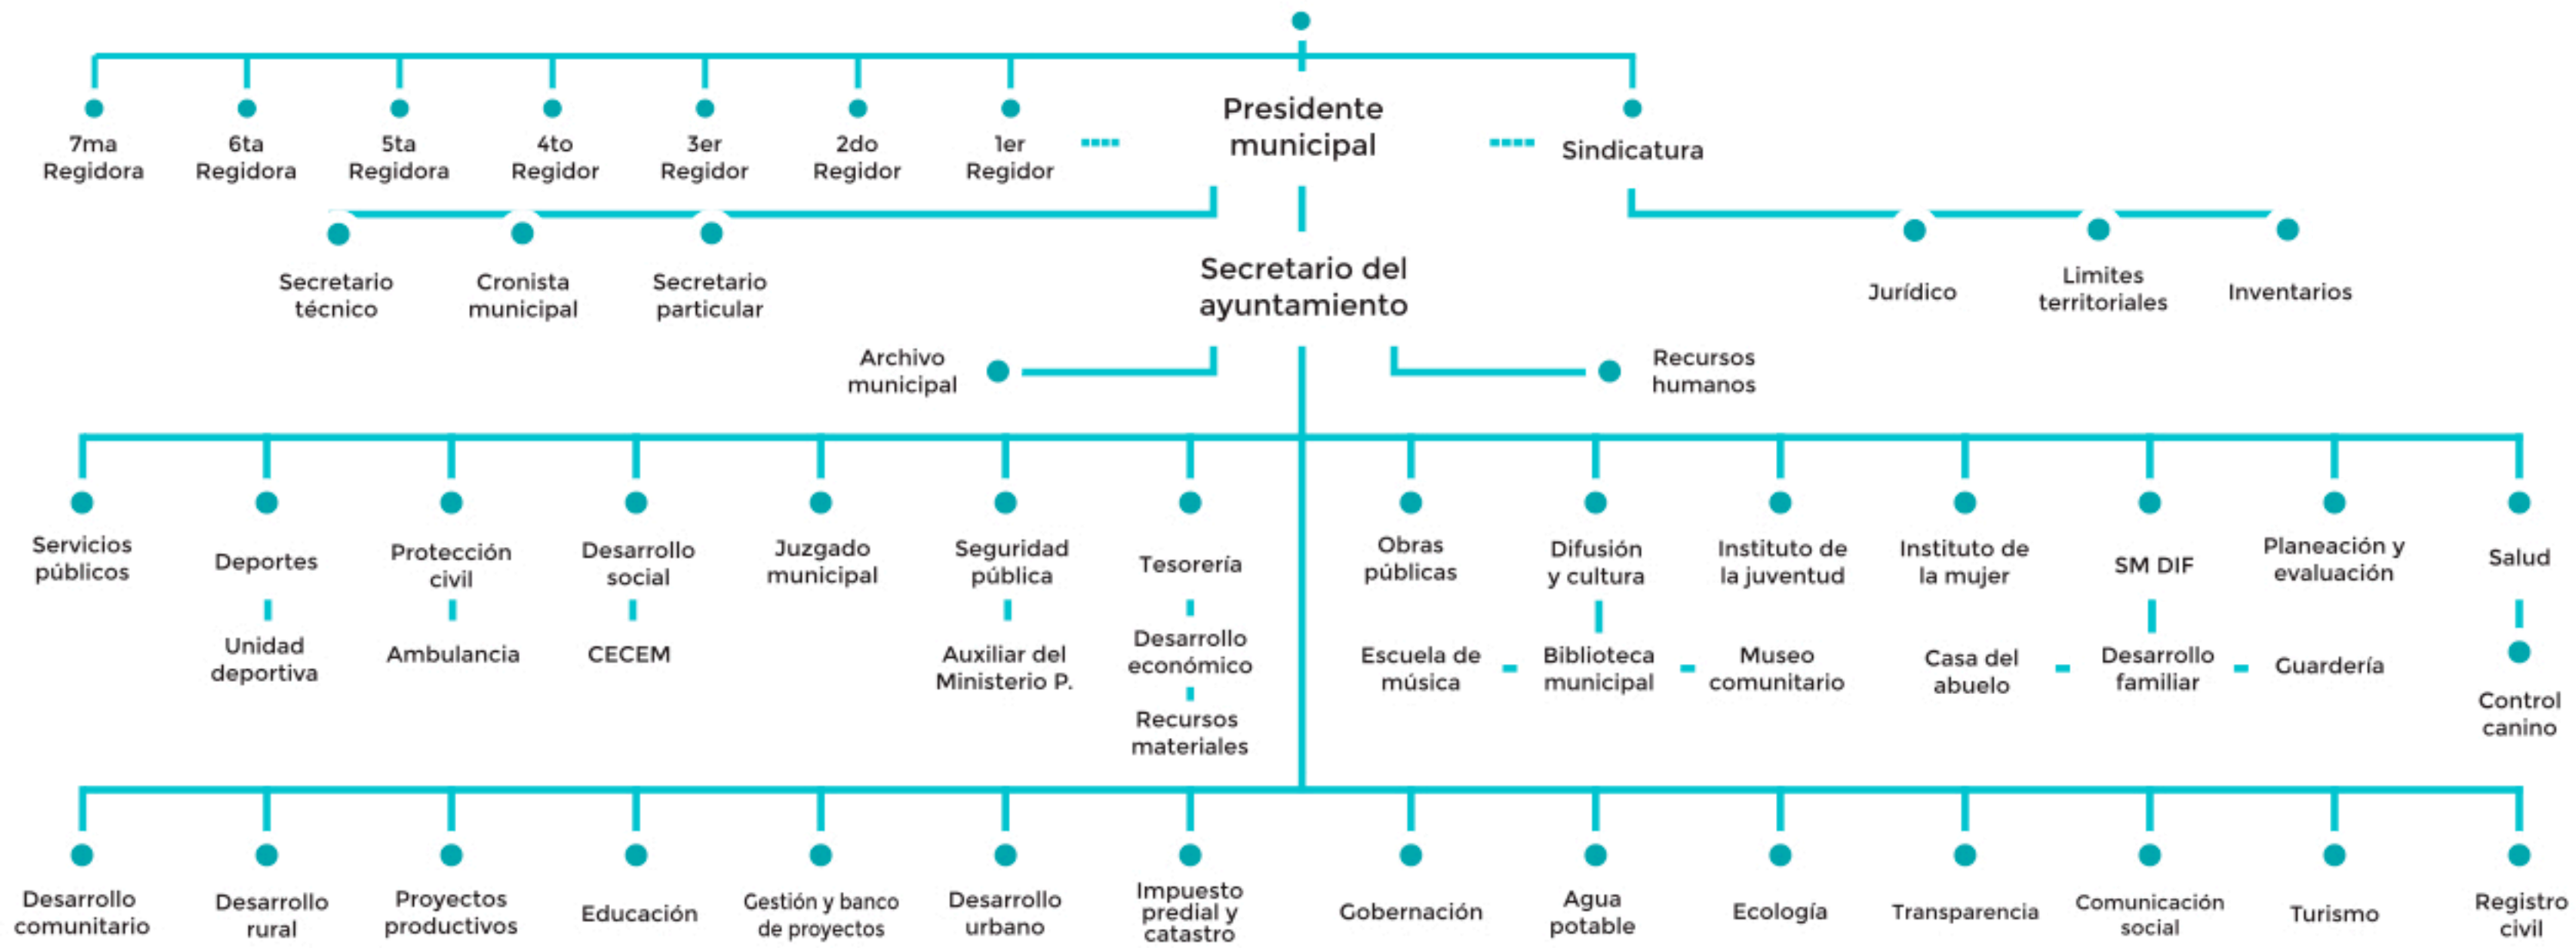 7ma
Regidora
6ta
Regidora
5ta
Regidora
4to
Regidor
3er
Regidor
2do
Regidor
1er
Regidor
Presidente
municipal
Sindicatura
Secretario
técnico
Cronista
municipal
Secretario
particular
Secretario del
ayuntamiento
Jurídico
Limites
territoriales
Inventarios
Archivo
municipal
Recursos
humanos
Servicios
públicos
Deportes
Protección
civil
Desarrollo
social
Juzgado
municipal
Seguridad
pública
Tesorería
Obras
públicas
Difusión
y cultura
Instituto de
la juventud
Instituto de
la mujer
SM DIF
Planeación y
evaluación
Salud
Unidad
deportiva
Ambulancia
CECEM
Auxiliar del
Ministerio P.
Desarrollo
económico
Recursos
materiales
Escuela de
música
Biblioteca
municipal
Museo
comunitario
Casa del
abuelo
Desarrollo
familiar
Guardería
Control
canino
Desarrollo
comunitario
Desarrollo
rural
Proyectos
productivos
Educación
Gestión y banco
de proyectos
Desarrollo
urbano
Impuesto
predial y
catastro
Gobernación
Agua
potable
Ecología
Transparencia
Comunicación
social
Turismo
Registro
civil